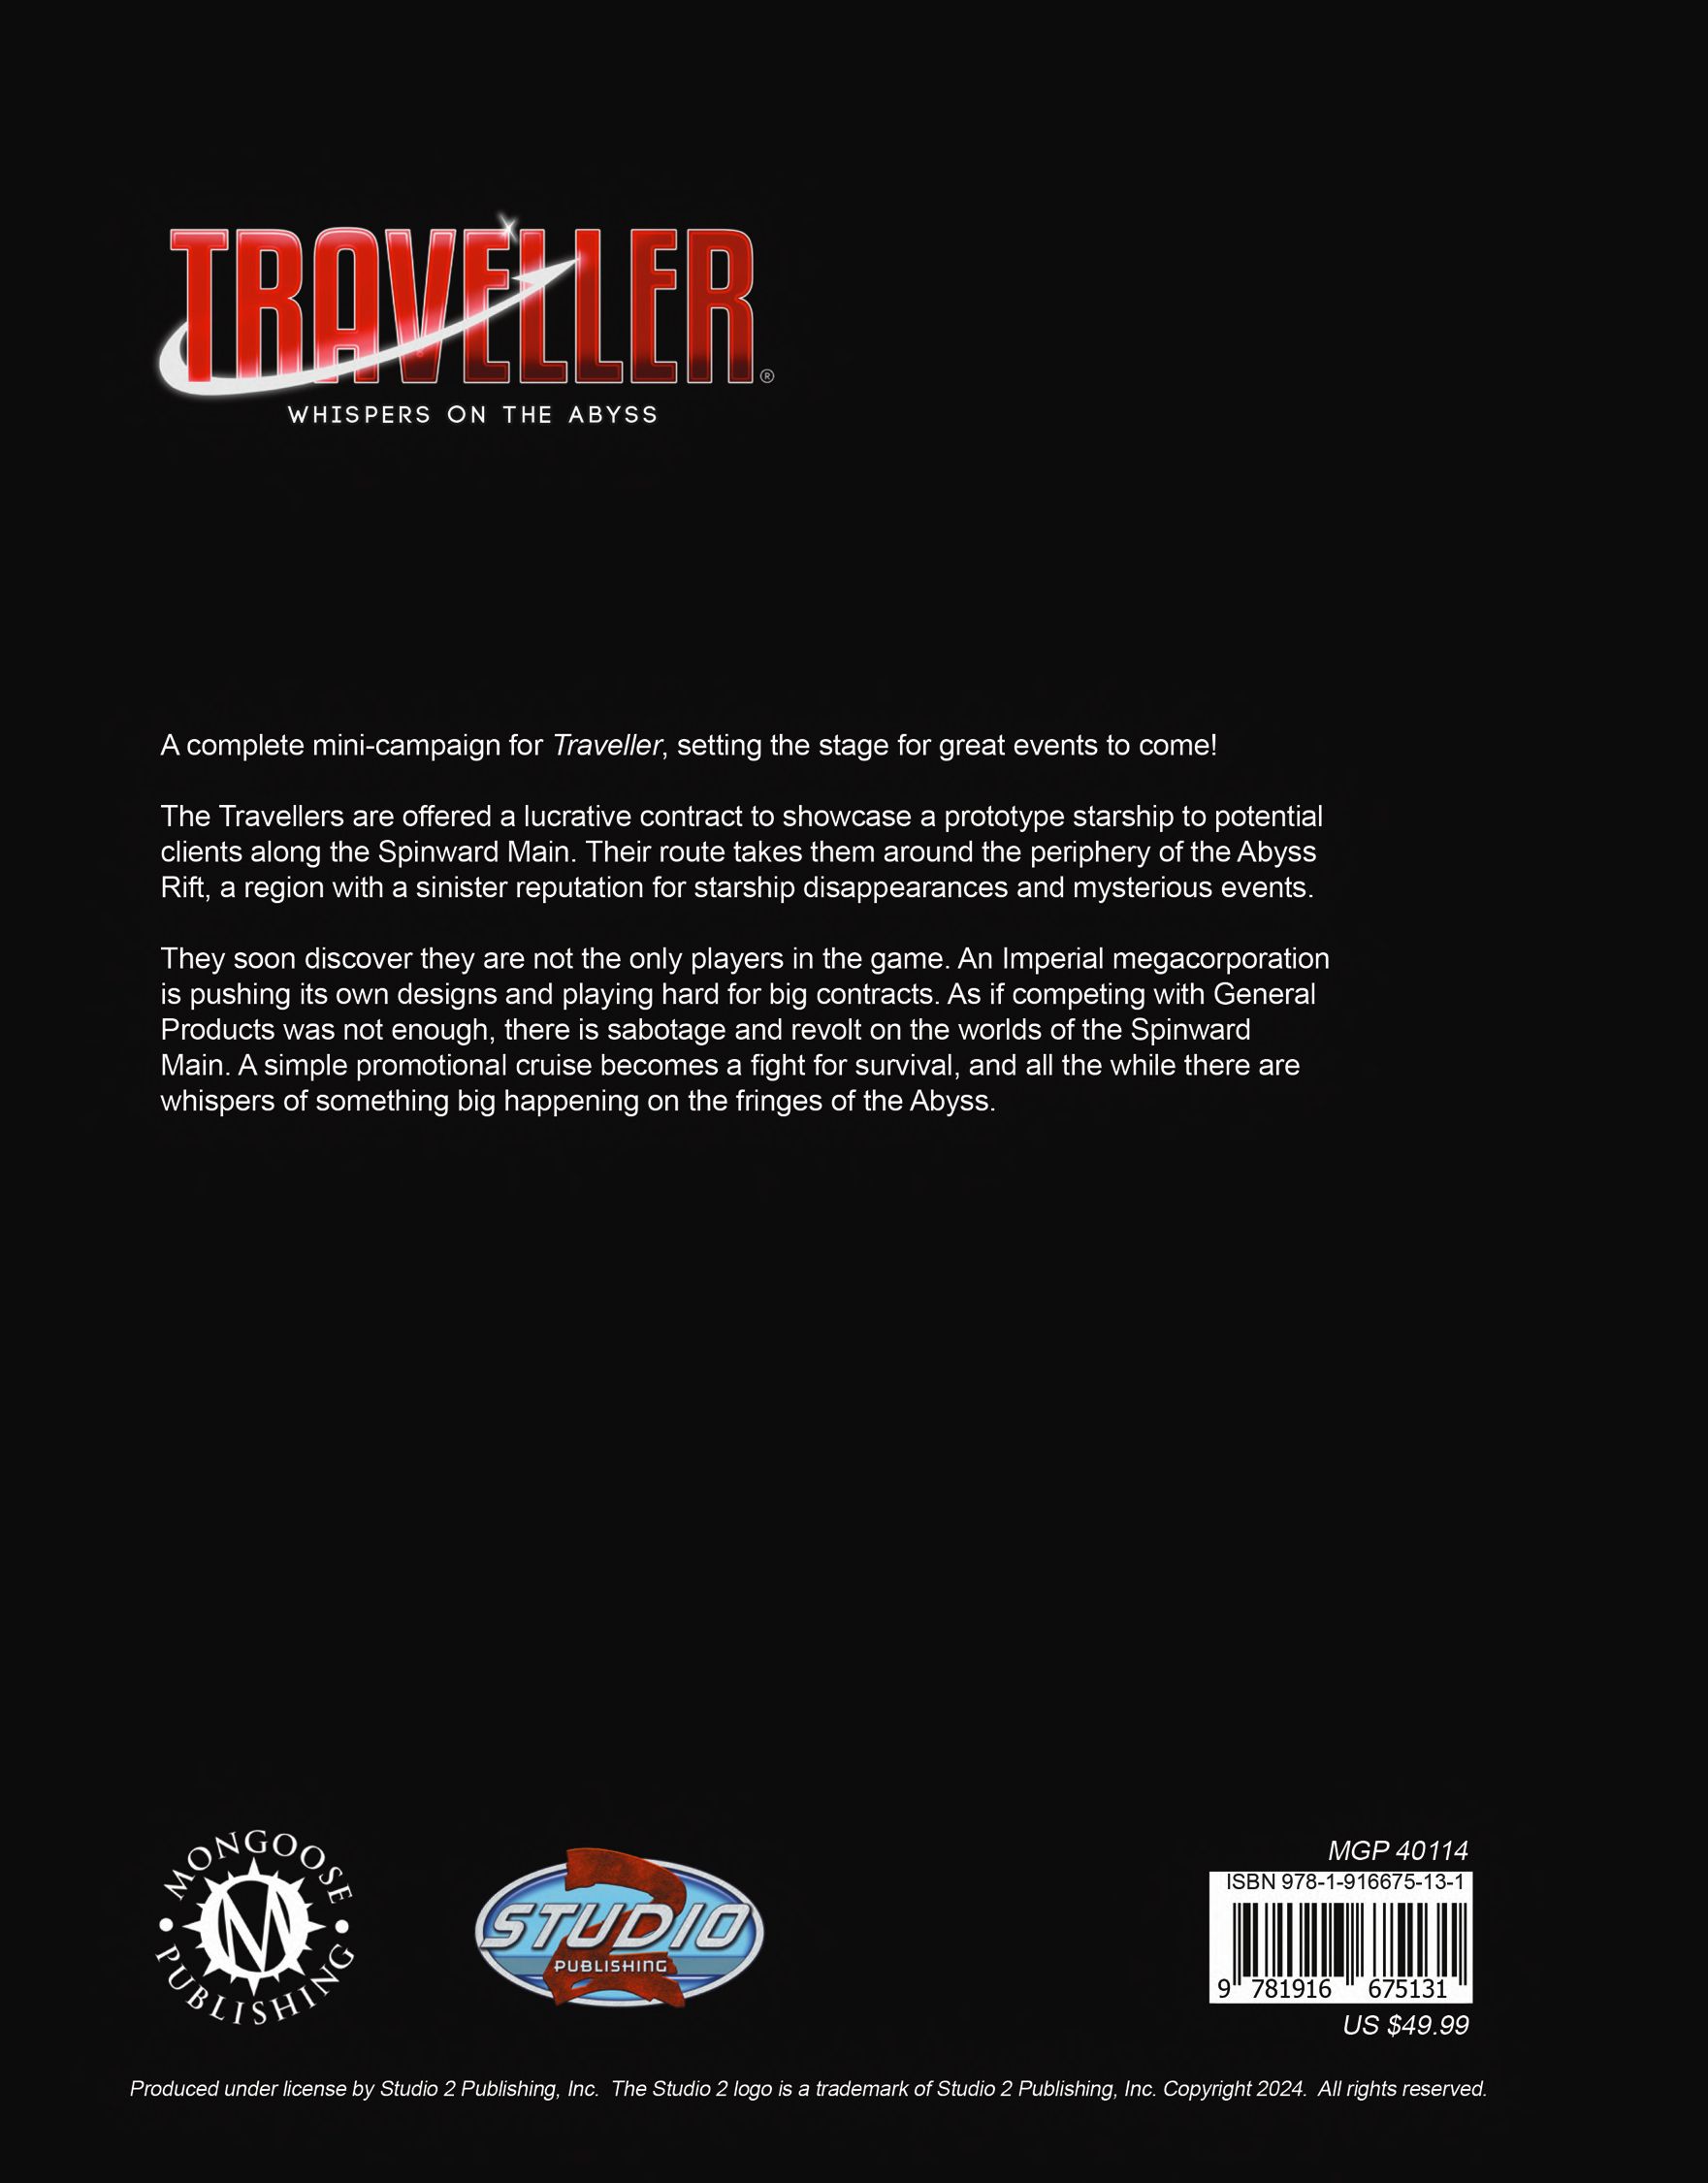 TRAVELLER®
WHISPERS ON THE ABYSS
A complete mini-campaign for Traveller, setting the stage for great events to come!
The Travellers are offered a lucrative contract to showcase a prototype starship to potential
clients along the Spinward Main. Their route takes them around the periphery of the Abyss
Rift, a region with a sinister reputation for starship disappearances and mysterious events.
They soon discover they are not the only players in the game. An Imperial megacorporation
is pushing its own designs and playing hard for big contracts. As if competing with General
Products was not enough, there is sabotage and revolt on the worlds of the Spinward
Main. A simple promotional cruise becomes a fight for survival, and all the while there are
whispers of something big happening on the fringes of the Abyss.
MONGOOSE
M
• PUBLISHING •
2
STUDIO
PUBLISHING
MGP 40114
ISBN 978-1-916675-13-1
9 781916 675131
US $49.99
Produced under license by Studio 2 Publishing, Inc. The Studio 2 logo is a trademark of Studio 2 Publishing, Inc. Copyright 2024. All rights reserved.